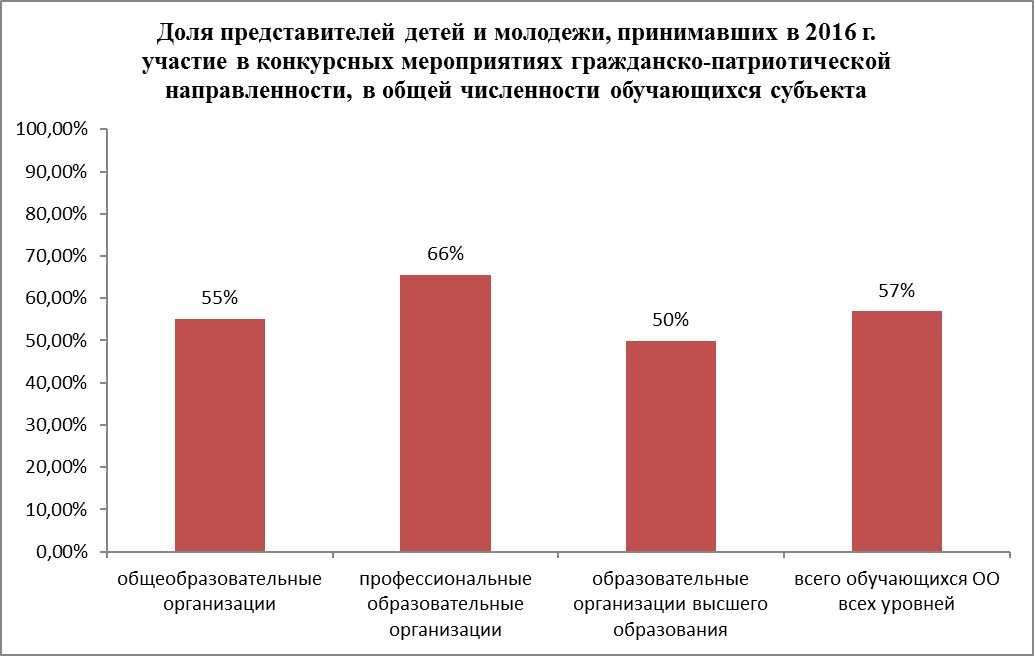 Доля представителей детей и молодежи, принимавших в 2016 г.
участие в конкурсных мероприятиях гражданско-патриотической
направленности, в общей численности обучающихся субъекта
100,00%
90,00%
80,00%
70,00%
60,00%
50,00%
40,00%
30,00%
20,00%
10,00%
0,00%
55%
66%
50%
57%
общеобразовательные
организации
профессиональные
образовательные
организации
образовательные
организации высшего
образования
всего обучающихся ОО
всех уровней